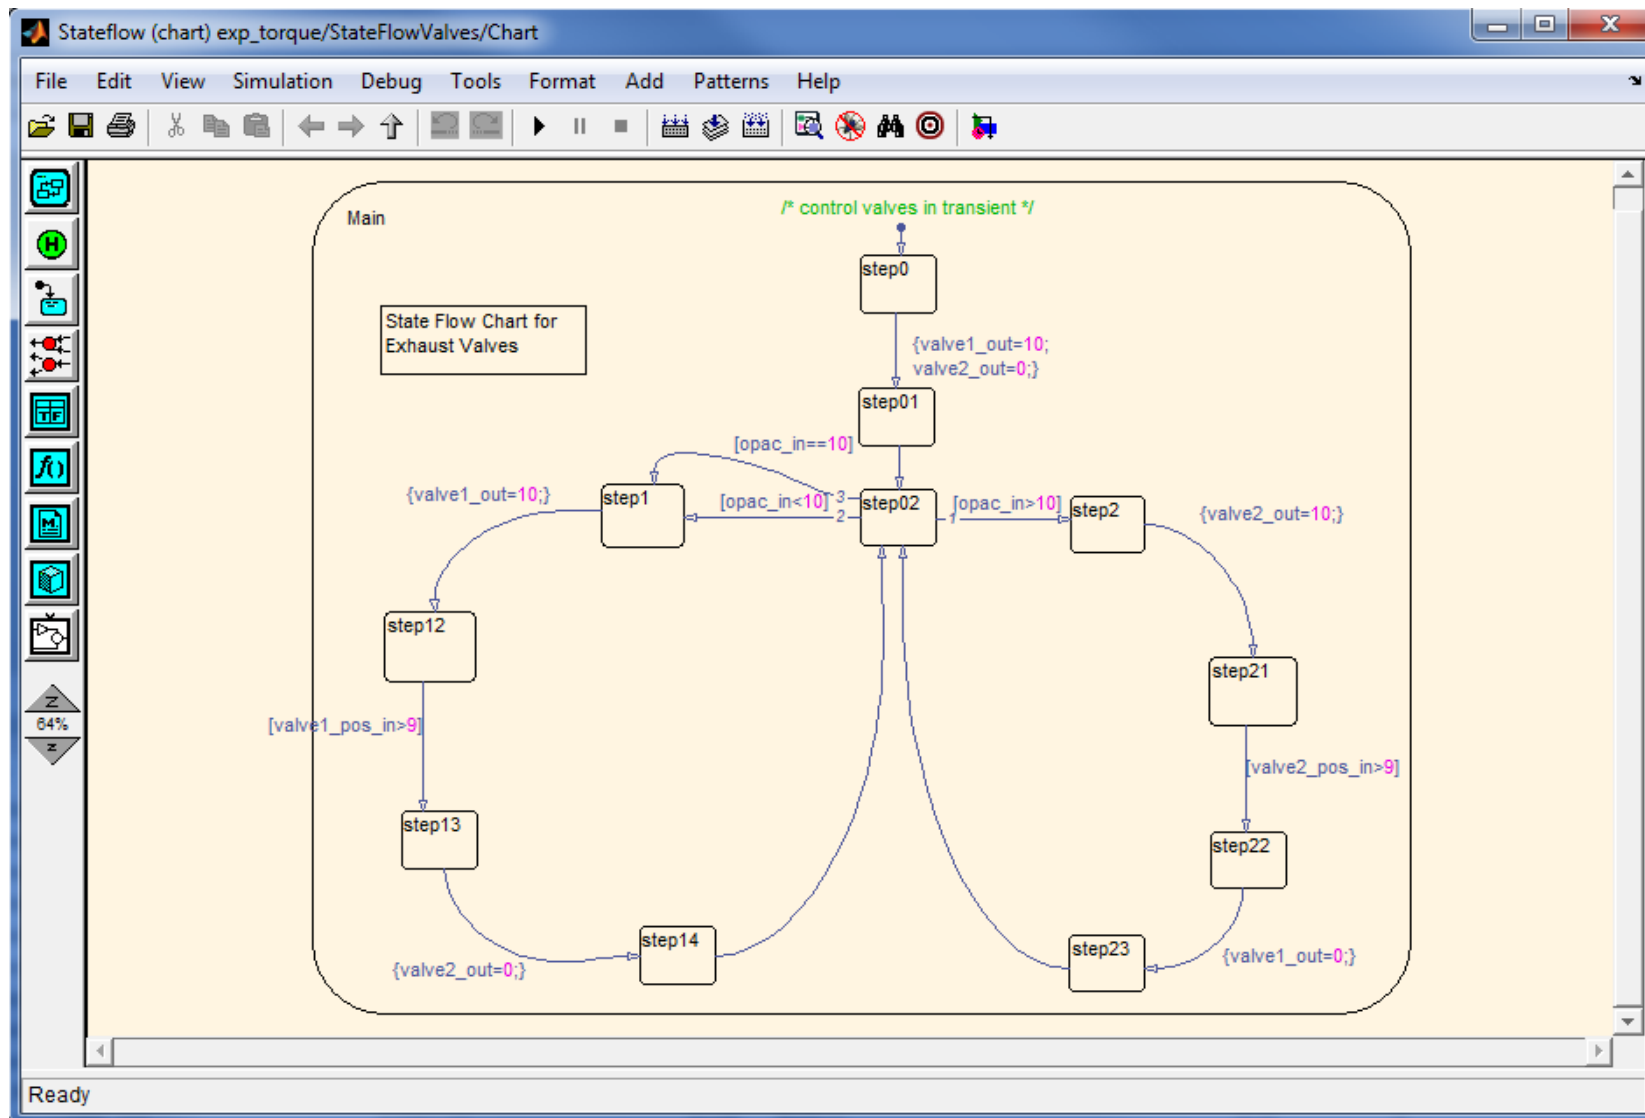 Stateflow (chart) exp_torque/StateFlowValves/Chart
File Edit View Simulation Debug Tools Format Add Patterns Help
Main
/* control valves in transient */
step0
State Flow Chart for
Exhaust Valves
{valve1_out=10;
valve2_out=0;}
step01
[opac_in==10]
{valve1_out=10;}
step1
[opac_in<10]
3
2
step02
1
[opac_in>10]
step2
{valve2_out=10;}
step12
step21
[valve1_pos_in>9]
[valve2_pos_in>9]
step13
step22
step14
step23
{valve2_out=0;}
{valve1_out=0;}
H
TF
f()
M
Z
64%
z
Ready